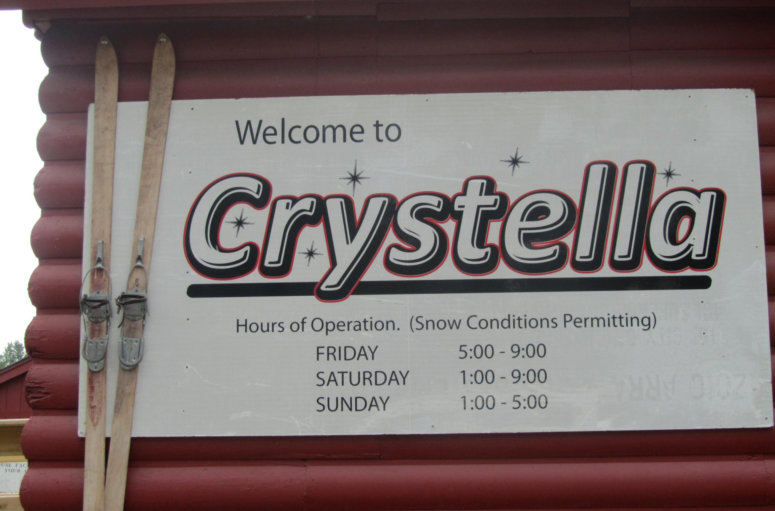 Welcome to
Crystella
Hours of Operation. (Snow Conditions Permitting)
FRIDAY 5:00 - 9:00
SATURDAY 1:00 - 9:00
SUNDAY 1:00 - 5:00